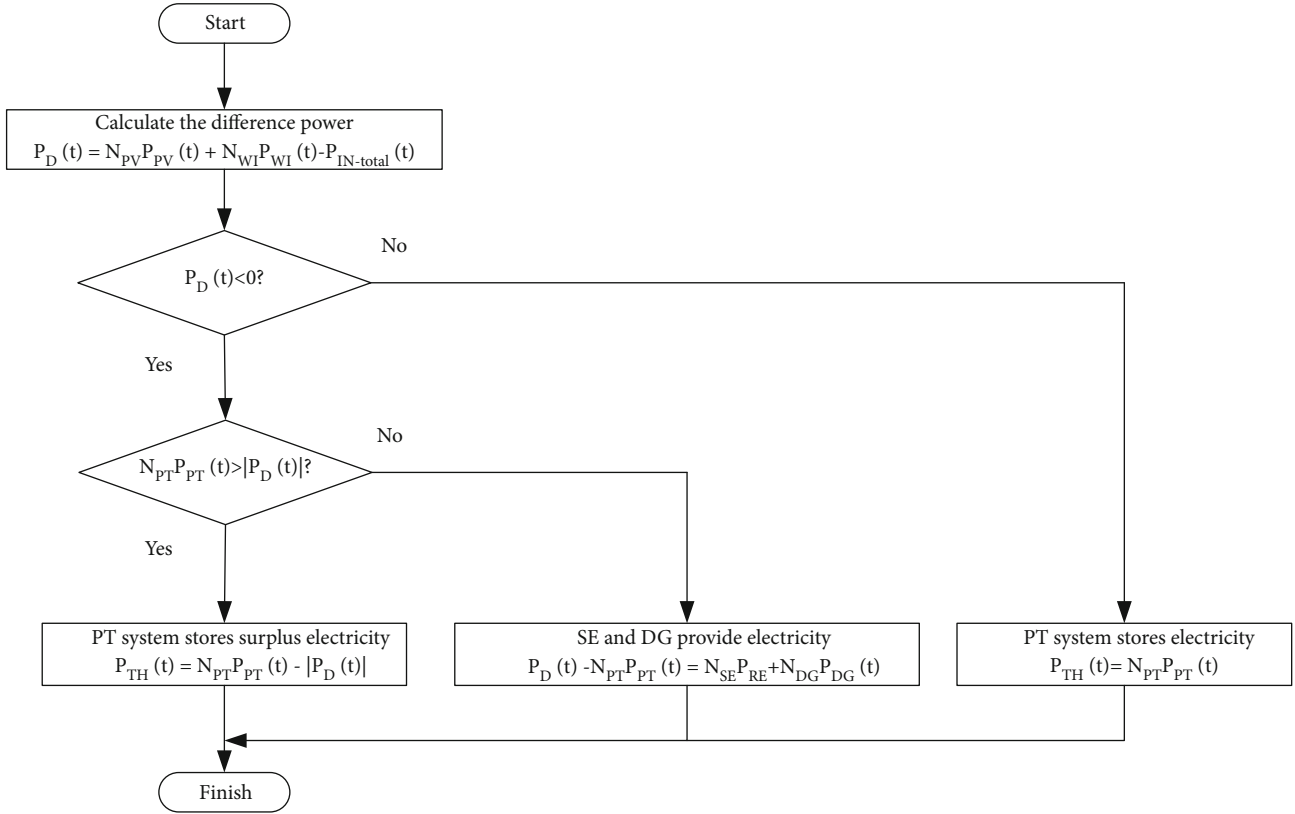 Start
Calculate the difference power
P_D (t) = N_PV P_PV (t) + N_WI P_WI (t)-P_IN-total (t)
No
P_D (t)<0?
Yes
No
N_PT P_PT (t)>|P_D (t)|?
Yes
PT system stores surplus electricity
P_TH (t) = N_PT P_PT (t) - |P_D (t)|
SE and DG provide electricity
P_D (t) -N_PT P_PT (t) = N_SE P_RE+N_DG P_DG (t)
PT system stores electricity
P_TH (t)= N_PT P_PT (t)
Finish